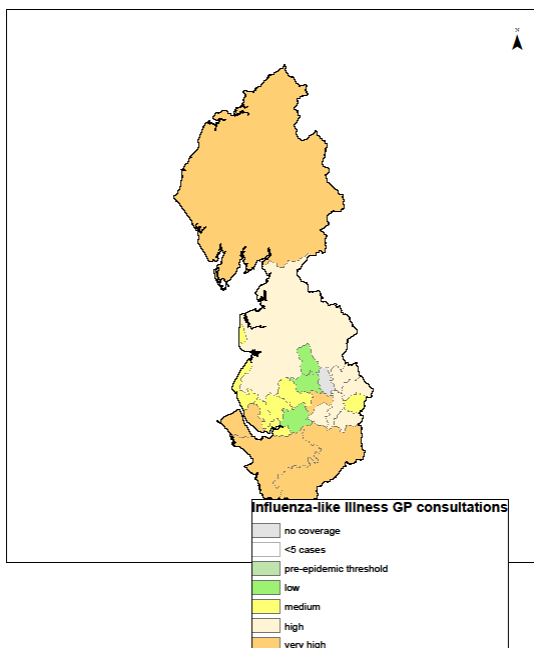 Influenza-like Illness GP consultations
no coverage
<5 cases
pre-epidemic threshold
low
medium
high
very high